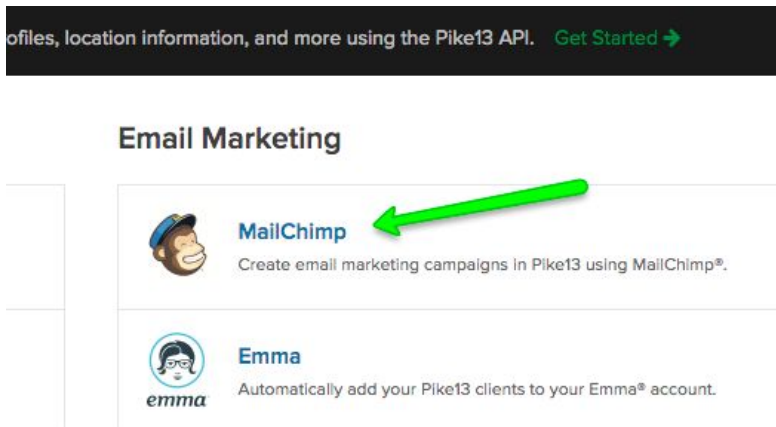 ofiles, location information, and more using the Pike13 API. Get Started →
Email Marketing
MailChimp
Create email marketing campaigns in Pike13 using MailChimp®.
Emma
Automatically add your Pike13 clients to your Emma® account.
emma